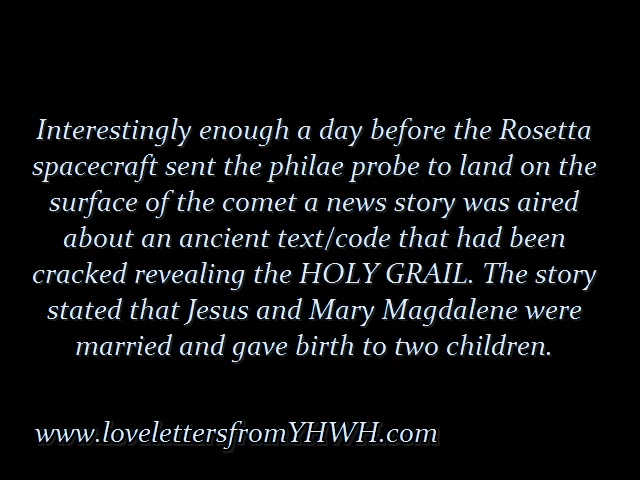 Interestingly enough a day before the Rosetta
spacecraft sent the philae probe to land on the
surface of the comet a news story was aired
about an ancient text/code that had been
cracked revealing the HOLY GRAIL. The story
stated that Jesus and Mary Magdalene were
married and gave birth to two children.
www.lovelettersfromYHWH.com